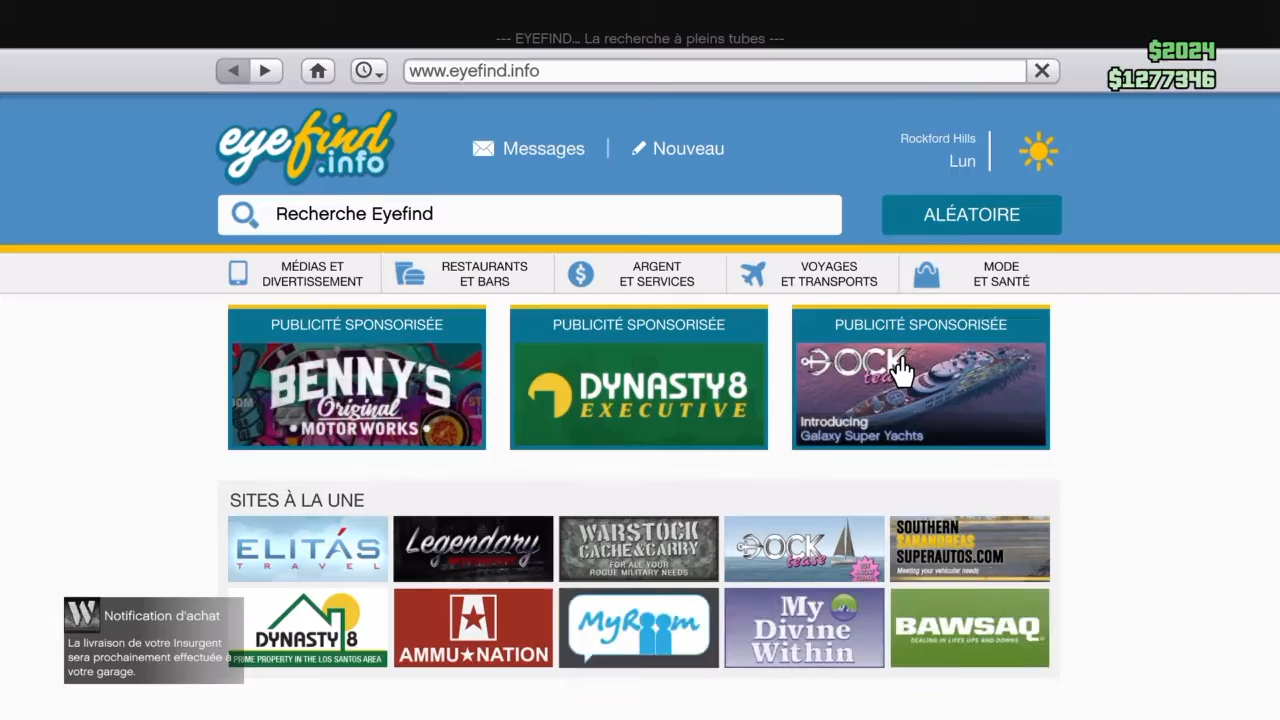 --- EYEFIND... La recherche à pleins tubes ---
$2024
www.eyefind.info
$1277346
eyefind.info
Messages
Nouveau
Rockford Hills
Lun
Recherche Eyefind
ALÉATOIRE
MÉDIAS ET
DIVERTISSEMENT
RESTAURANTS
ET BARS
ARGENT
ET SERVICES
VOYAGES
ET TRANSPORTS
MODE
ET SANTÉ
PUBLICITÉ SPONSORISÉE
BENNY'S
Original
MOTOR WORKS
PUBLICITÉ SPONSORISÉE
DYNASTY 8
EXECUTIVE
PUBLICITÉ SPONSORISÉE
DOCK
Introducing
Galaxy Super Yachts
SITES À LA UNE
ELITÁS
TRAVEL
Legendary
WARSTOCK
CACHE&CARRY
FOR ALL YOUR
ROGUE MILITARY NEEDS
DOCK
tease
SOUTHERN
SANANDREAS
SUPERAUTOS.COM
Meeting your vehicular needs
DYNASTY 8
PRIME PROPERTY IN THE LOS SANTOS AREA
AMMU★NATION
MyRoom
My
Divine
Within
BAWSAQ
DEALING IN LIFES UPS AND DOWNS
W
Notification d'achat
La livraison de votre Insurgent
sera prochainement effectuée à
votre garage.